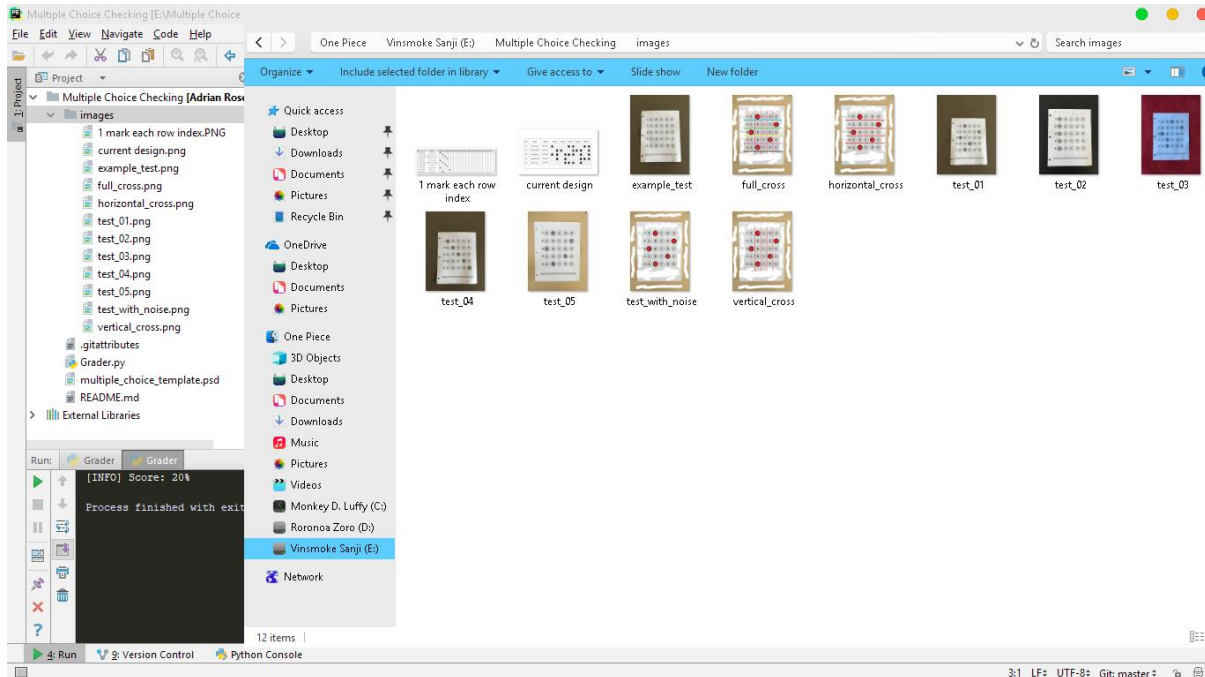 Multiple Choice Checking [E:\Multiple Choice
File Edit View Navigate Code Help
Project
Multiple Choice Checking [Adrian Rose
images
1 mark each row index.PNG
current design.png
example_test.png
full_cross.png
horizontal_cross.png
test_01.png
test_02.png
test_03.png
test_04.png
test_05.png
test_with_noise.png
vertical_cross.png
.gitattributes
Grader.py
multiple_choice_template.psd
README.md
External Libraries
1: Project
Run: Grader Grader
[INFO] Score: 20%
Process finished with exit
One Piece Vinsmoke Sanji (E:) Multiple Choice Checking images
Search images
Organize Include selected folder in library Give access to Slide show New folder
Quick access
Desktop
Downloads
Documents
Pictures
Recycle Bin
OneDrive
Desktop
Documents
Pictures
One Piece
3D Objects
Desktop
Documents
Downloads
Music
Pictures
Videos
Monkey D. Luffy (C:)
Roronoa Zoro (D:)
Vinsmoke Sanji (E:)
Network
1 mark each row
index
current design
example_test
full_cross
horizontal_cross
test_01
test_02
test_03
test_04
test_05
test_with_noise
vertical_cross
12 items
4: Run 9: Version Control Python Console
3:1 LF UTF-8 Git: master